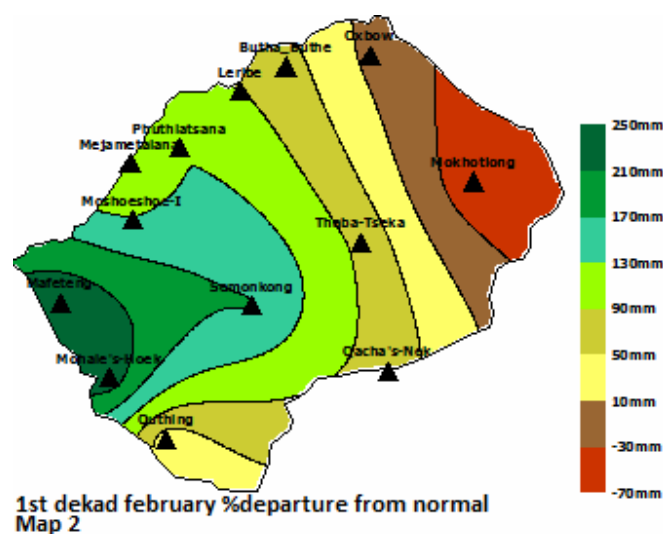 Oxbow
Butha_Buthe
Leribe
Phuthiatsana
Mejametalana
Mokhotlong
Moshoeshoe-I
Thaba-Tseka
Mafeteng
Semonkong
Mohale's-Hoek
Qacha's-Nek
Quthing
250mm
210mm
170mm
130mm
90mm
50mm
10mm
-30mm
-70mm
1st dekad february %departure from normal
Map 2